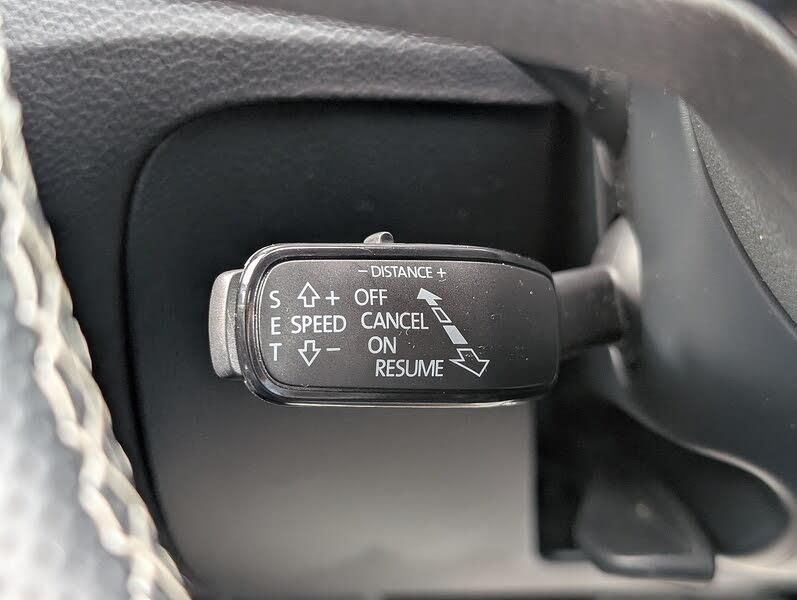 − DISTANCE +
S + OFF
E SPEED CANCEL
T − ON
RESUME